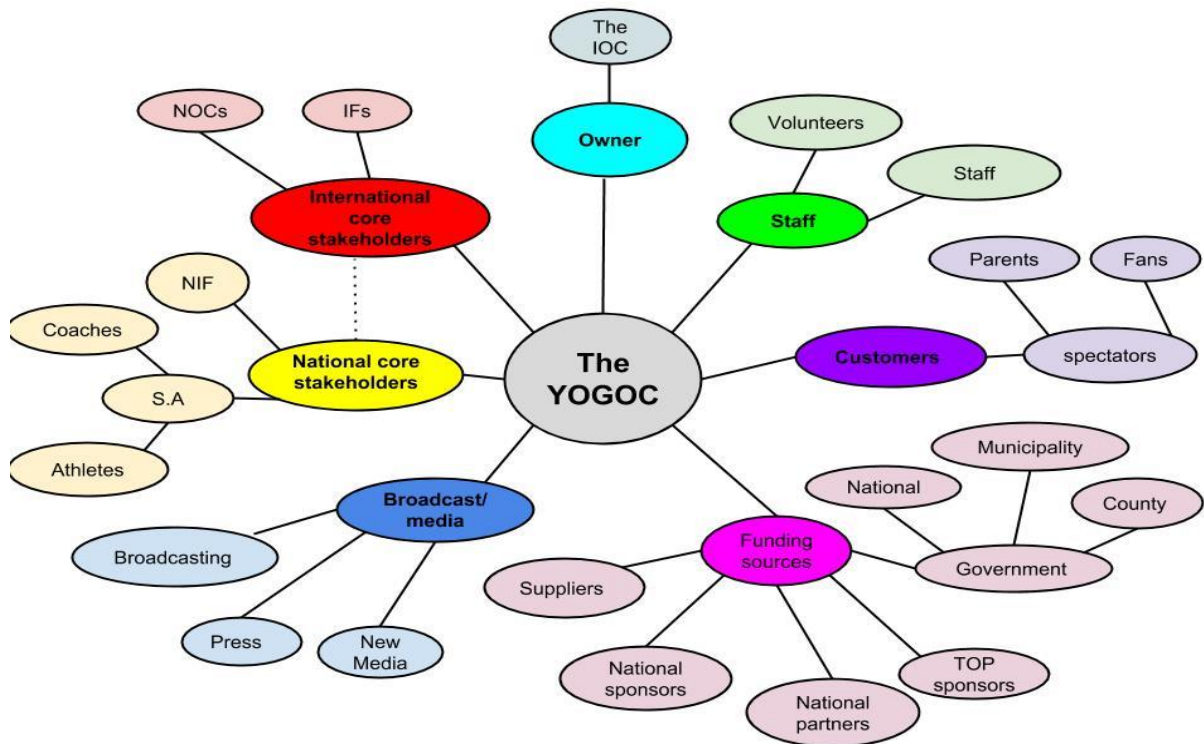 The
IOC
NOCs
IFs
Owner
Volunteers
Staff
International
core
stakeholders
Staff
NIF
Parents
Fans
Coaches
National core
stakeholders
The
YOGOC
Customers
spectators
S.A
Athletes
Municipality
National
County
Broadcast/
media
Funding
sources
Government
Broadcasting
Suppliers
Press
New
Media
National
sponsors
National
partners
TOP
sponsors